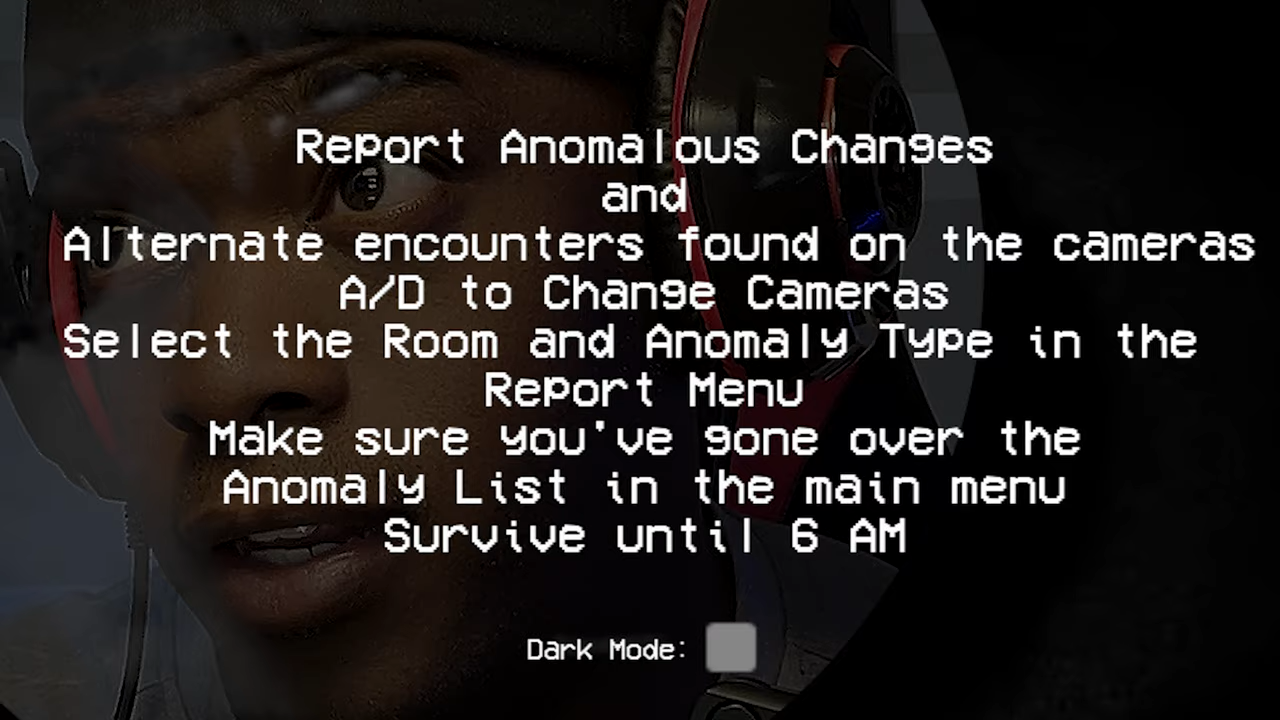 Report Anomalous Changes
and
Alternate encounters found on the cameras
A/D to Change Cameras
Select the Room and Anomaly Type in the
Report Menu
Make sure you've gone over the
Anomaly List in the main menu
Survive until 6 AM
Dark Mode: